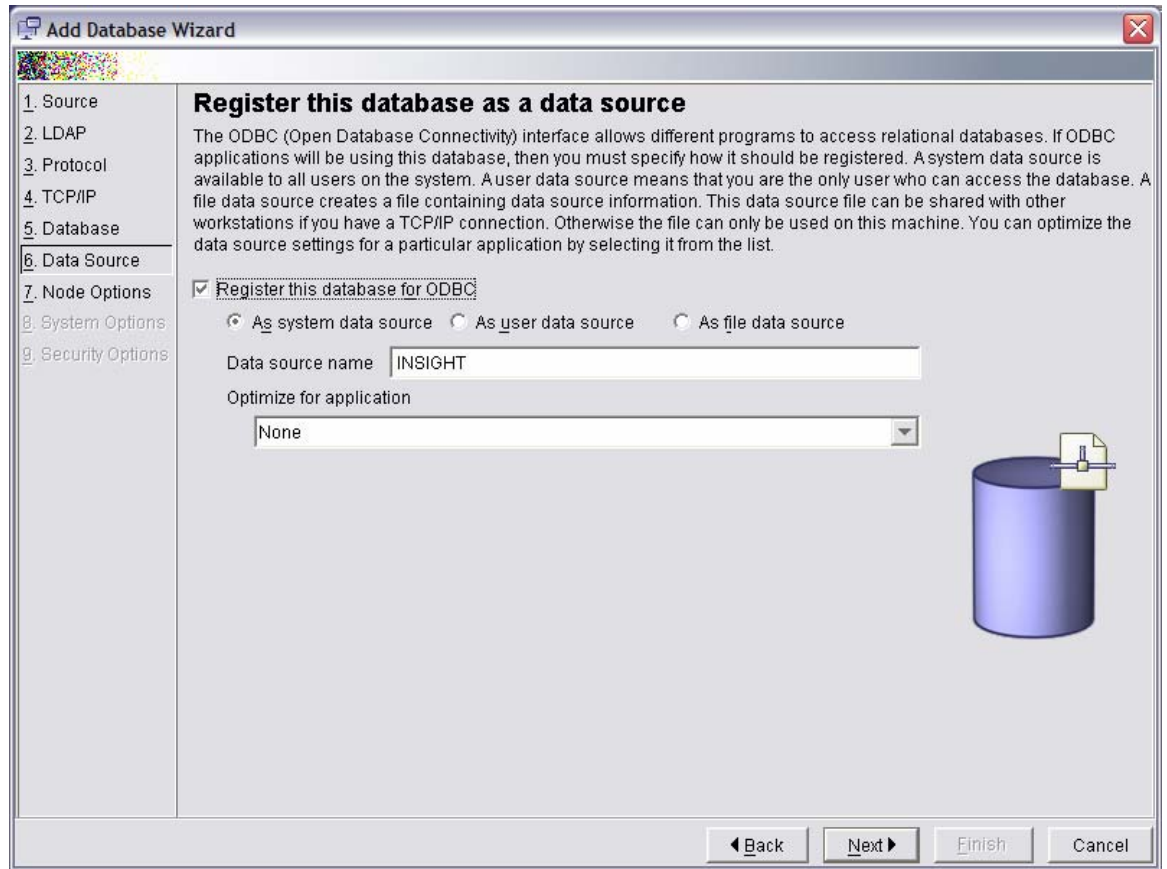 Add Database Wizard
1. Source
2. LDAP
3. Protocol
4. TCP/IP
5. Database
6. Data Source
7. Node Options
8. System Options
9. Security Options
Register this database as a data source
The ODBC (Open Database Connectivity) interface allows different programs to access relational databases. If ODBC
applications will be using this database, then you must specify how it should be registered. A system data source is
available to all users on the system. A user data source means that you are the only user who can access the database. A
file data source creates a file containing data source information. This data source file can be shared with other
workstations if you have a TCP/IP connection. Otherwise the file can only be used on this machine. You can optimize the
data source settings for a particular application by selecting it from the list.
Register this database for ODBC
As system data source As user data source As file data source
Data source name INSIGHT
Optimize for application
None
Back Next Finish Cancel